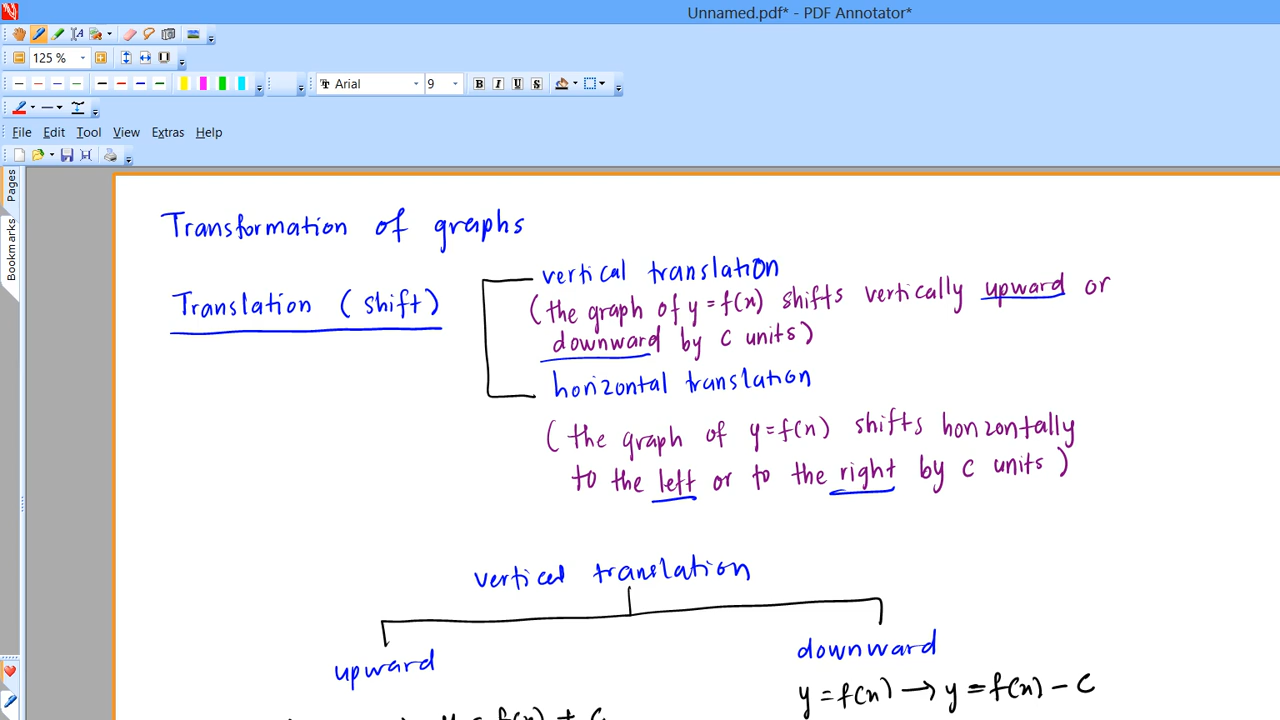 Unnamed.pdf* - PDF Annotator*
125 %
Arial
9
B I U S
File Edit Tool View Extras Help
Pages
Bookmarks
Transformation of graphs
Translation (shift)
vertical translation
(the graph of y=f(x) shifts vertically upward or
downward by c units)
horizontal translation
(the graph of y=f(x) shifts horizontally
to the left or to the right by c units)
vertical translation
upward
downward
y=f(x) → y=f(x) - c
y = f(x) + c